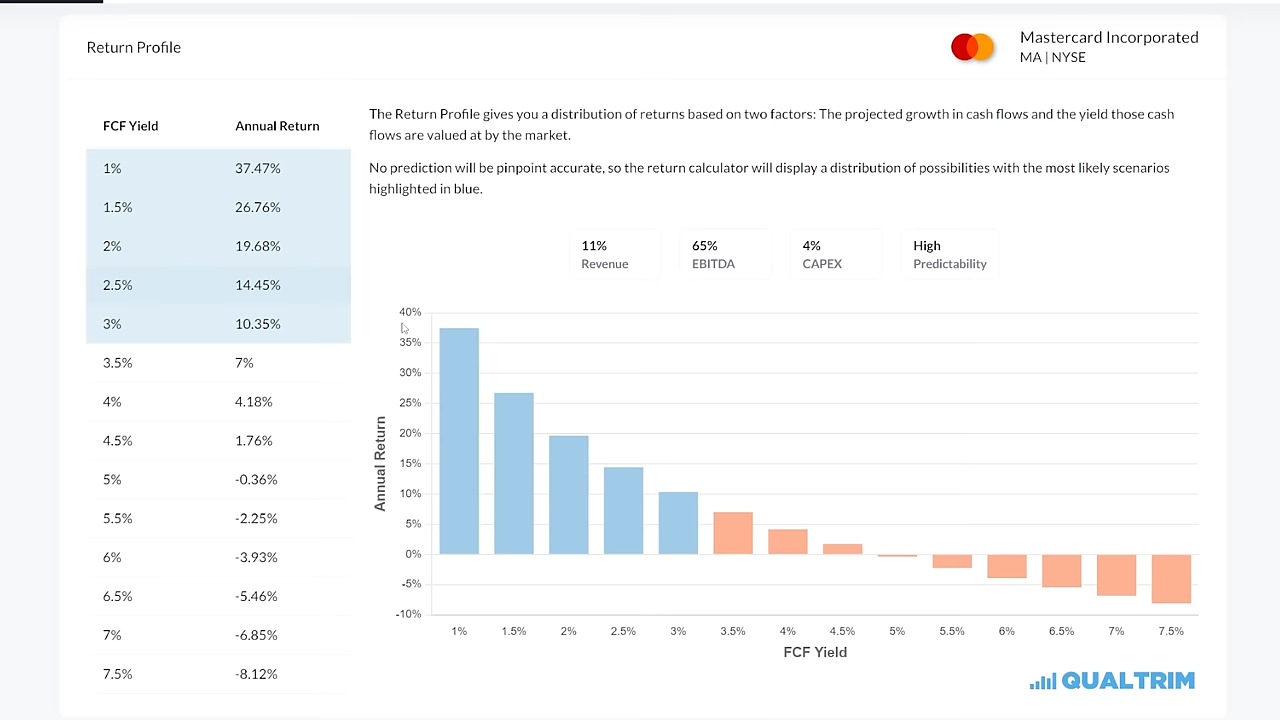 Return Profile
Mastercard Incorporated
MA | NYSE
FCF Yield Annual Return
1% 37.47%
1.5% 26.76%
2% 19.68%
2.5% 14.45%
3% 10.35%
3.5% 7%
4% 4.18%
4.5% 1.76%
5% -0.36%
5.5% -2.25%
6% -3.93%
6.5% -5.46%
7% -6.85%
7.5% -8.12%
The Return Profile gives you a distribution of returns based on two factors: The projected growth in cash flows and the yield those cash
flows are valued at by the market.
No prediction will be pinpoint accurate, so the return calculator will display a distribution of possibilities with the most likely scenarios
highlighted in blue.
11% 65% 4% High
Revenue EBITDA CAPEX Predictability
Annual Return
40%
35%
30%
25%
20%
15%
10%
5%
0%
-5%
-10%
1% 1.5% 2% 2.5% 3% 3.5% 4% 4.5% 5% 5.5% 6% 6.5% 7% 7.5%
FCF Yield
QUALTRIM